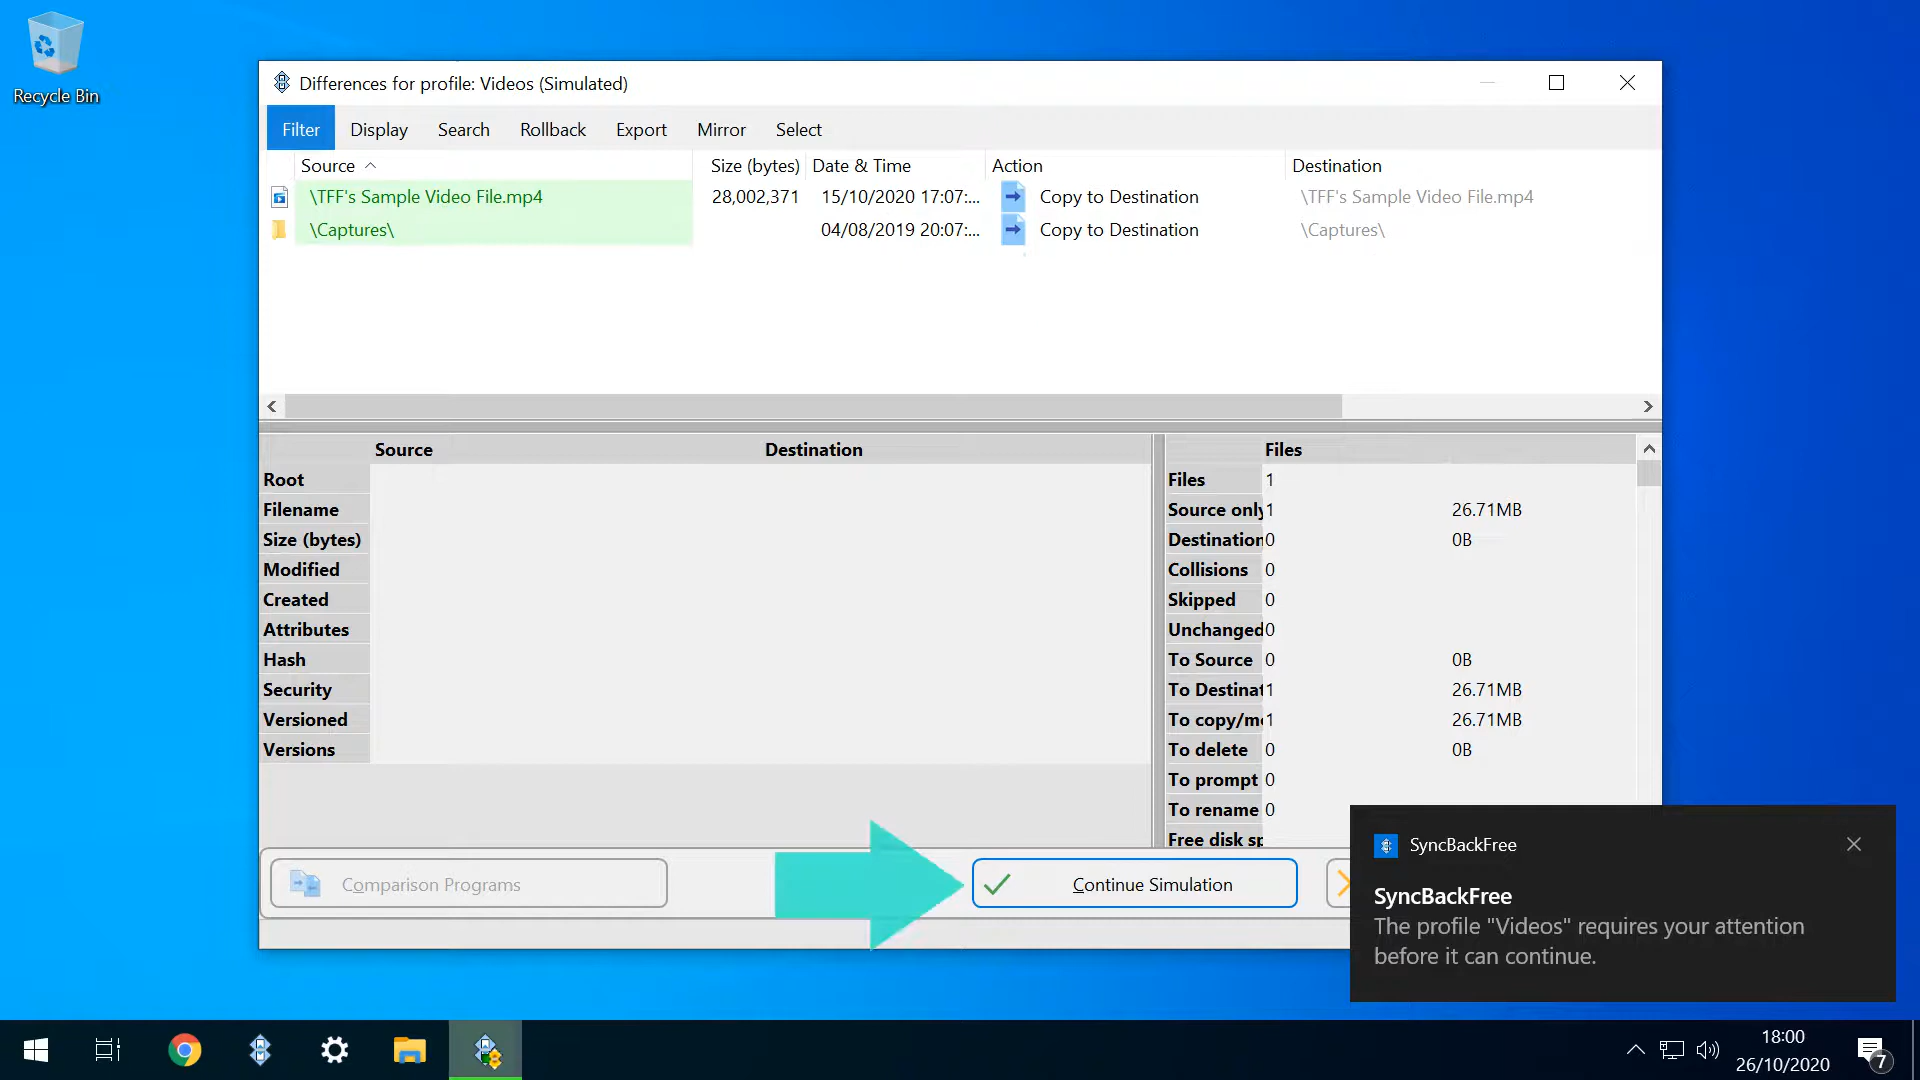 Recycle Bin
Differences for profile: Videos (Simulated)
Filter Display Search Rollback Export Mirror Select
Source Size (bytes) Date & Time Action Destination
\TFF's Sample Video File.mp4 28,002,371 15/10/2020 17:07:... Copy to Destination \TFF's Sample Video File.mp4
\Captures\ 04/08/2019 20:07:... Copy to Destination \Captures\
Source Destination
Root
Filename
Size (bytes)
Modified
Created
Attributes
Hash
Security
Versioned
Versions
Files
Files 1
Source only 1 26.71MB
Destination 0 0B
Collisions 0
Skipped 0
Unchanged 0
To Source 0 0B
To Destinat 1 26.71MB
To copy/m 1 26.71MB
To delete 0 0B
To prompt 0
To rename 0
Free disk sp
Comparison Programs
Continue Simulation
SyncBackFree
SyncBackFree
The profile "Videos" requires your attention
before it can continue.
18:00
26/10/2020
7